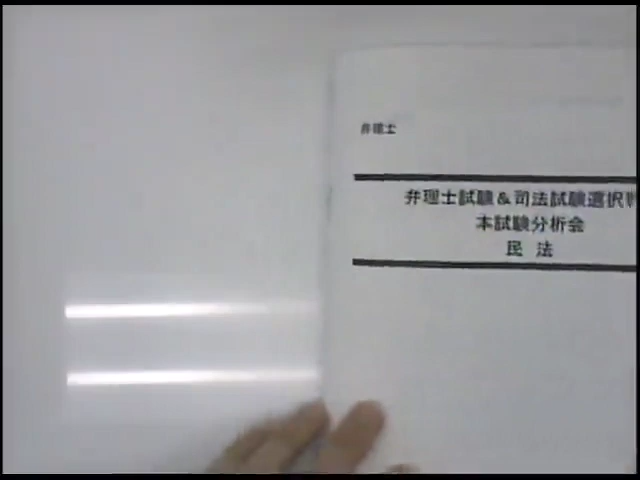 弁理士
弁理士試験＆司法試験選択
本試験分析会
民法